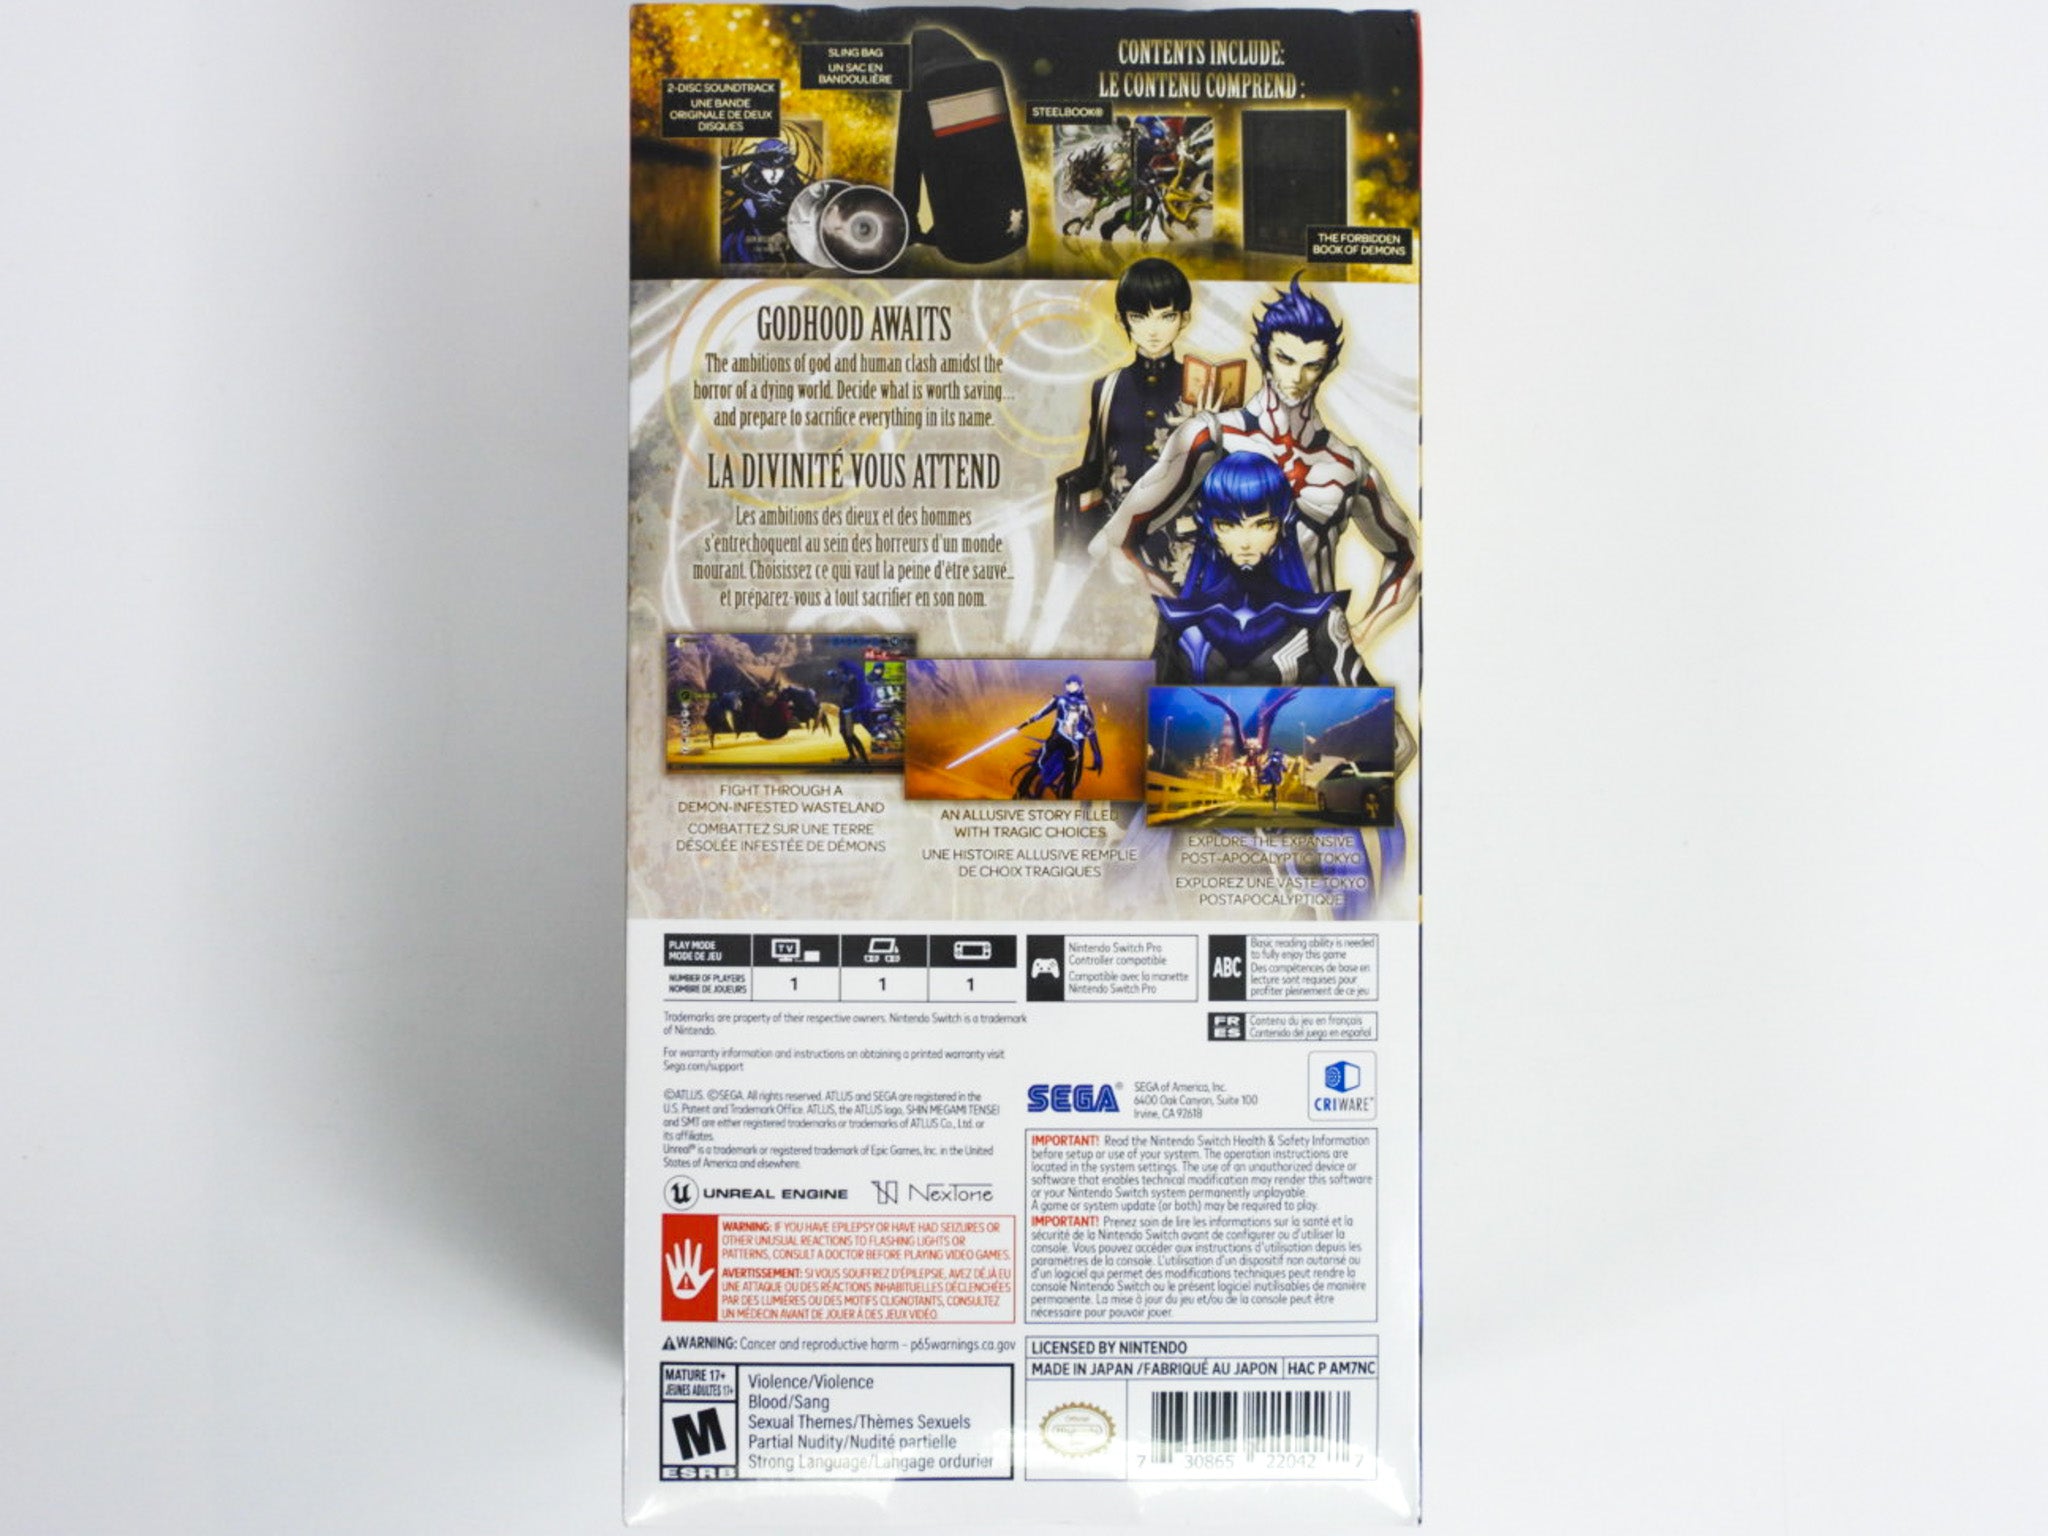 SLING BAG
UN SAC EN
BANDOULIÈRE
2-DISC SOUNDTRACK
UNE BANDE
ORIGINALE DE DEUX
DISQUES
CONTENTS INCLUDE:
LE CONTENU COMPREND :
STEELBOOK®
THE FORBIDDEN
BOOK OF DEMONS
GODHOOD AWAITS
The ambitions of god and human clash amidst the
horror of a dying world. Decide what is worth saving...
and prepare to sacrifice everything in its name.
LA DIVINITÉ VOUS ATTEND
Les ambitions des dieux et des hommes
s'entrechoquent au sein des horreurs d'un monde
mourant. Choisissez ce qui vaut la peine d'être sauvé...
et préparez-vous à tout sacrifier en son nom.
FIGHT THROUGH A
DEMON-INFESTED WASTELAND
COMBATTEZ SUR UNE TERRE
DÉSOLÉE INFESTÉE DE DÉMONS
AN ALLUSIVE STORY FILLED
WITH TRAGIC CHOICES
UNE HISTOIRE ALLUSIVE REMPLIE
DE CHOIX TRAGIQUES
EXPLORE THE EXPANSIVE
POST-APOCALYPTIC TOKYO
EXPLOREZ UNE VASTE TOKYO
POSTAPOCALYPTIQUE
PLAY MODE
MODE DE JEU
TV
NUMBER OF PLAYERS
NOMBRE DE JOUEURS
1
1
1
Nintendo Switch Pro
Controller compatible
Compatible avec la manette
Nintendo Switch Pro
ABC
Basic reading ability is needed
to fully enjoy this game
Des compétences de base en
lecture sont requises pour
profiter pleinement de ce jeu
FR
ES
Contenu du jeu en français
Contenido del juego en español
Trademarks are property of their respective owners. Nintendo Switch is a trademark
of Nintendo.
For warranty information and instructions on obtaining a printed warranty visit
Sega.com/support
©ATLUS. ©SEGA. All rights reserved. ATLUS and SEGA are registered in the
U.S. Patent and Trademark Office. ATLUS, the ATLUS logo, SHIN MEGAMI TENSEI
and SMT are either registered trademarks or trademarks of ATLUS Co., Ltd. or
its affiliates.
Unreal® is a trademark or registered trademark of Epic Games, Inc. in the United
States of America and elsewhere.
UNREAL ENGINE
NexTone
SEGA®
SEGA of America, Inc.
6400 Oak Canyon, Suite 100
Irvine, CA 92618
CRIWARE™
IMPORTANT! Read the Nintendo Switch Health & Safety Information
before setup or use of your system. The operation instructions are
located in the system settings. The use of an unauthorized device or
software that enables technical modification may render this software
or your Nintendo Switch system permanently unplayable.
A game or system update (or both) may be required to play.
IMPORTANT! Prenez soin de lire les informations sur la santé et la
sécurité de la Nintendo Switch avant de configurer ou d'utiliser la
console. Vous pouvez accéder aux instructions d'utilisation depuis les
paramètres de la console. L'utilisation d'un dispositif non autorisé ou
d'un logiciel qui permet des modifications techniques peut rendre la
console Nintendo Switch ou le présent logiciel inutilisables de manière
permanente. La mise à jour du jeu et/ou de la console peut être
nécessaire pour pouvoir jouer.
WARNING: IF YOU HAVE EPILEPSY OR HAVE HAD SEIZURES OR
OTHER UNUSUAL REACTIONS TO FLASHING LIGHTS OR
PATTERNS, CONSULT A DOCTOR BEFORE PLAYING VIDEO GAMES.
AVERTISSEMENT: SI VOUS SOUFFREZ D'ÉPILEPSIE, AVEZ DÉJÀ EU
UNE ATTAQUE OU DES RÉACTIONS INHABITUELLES DÉCLENCHÉES
PAR DES LUMIÈRES OU DES MOTIFS CLIGNOTANTS, CONSULTEZ
UN MÉDECIN AVANT DE JOUER À DES JEUX VIDÉO.
WARNING: Cancer and reproductive harm - p65warnings.ca.gov
LICENSED BY NINTENDO
MADE IN JAPAN /FABRIQUÉ AU JAPON
HAC P AM7NC
MATURE 17+
JEUNES ADULTES 17+
M
ESRB
Violence/Violence
Blood/Sang
Sexual Themes/Thèmes Sexuels
Partial Nudity/Nudité partielle
Strong Language/Langage ordurier
Official
Nintendo
7 30865 22042 7